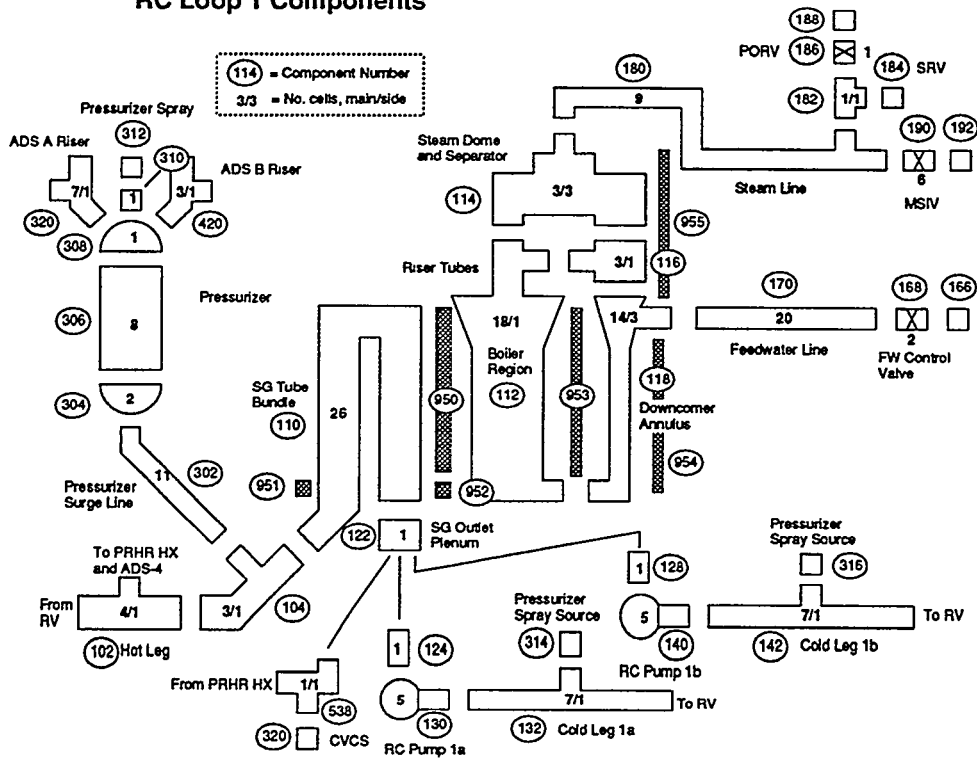 RC Loop 1 Components
114 = Component Number
3/3 = No. cells, main/side
188
PORV 186 1
184 SRV
182 1/1
180
9
190 192
6
MSIV
Steam Line
Pressurizer Spray
312
310
ADS A Riser
7/1
1
3/1
ADS B Riser
320
420
308
1
Steam Dome
and Separator
114
3/3
955
Riser Tubes
3/1
116
306
8
Pressurizer
170
20
Feedwater Line
168 166
2
FW Control
Valve
18/1
14/3
Boiler
Region
112
304
2
SG Tube
Bundle
110
26
950
953
118
Downcomer
Annulus
954
11
302
Pressurizer
Surge Line
951
952
122
1
SG Outlet
Plenum
To PRHR HX
and ADS-4
From
RV
4/1
3/1
104
102 Hot Leg
Pressurizer
Spray Source
316
1 128
5
140
RC Pump 1b
7/1
To RV
142 Cold Leg 1b
Pressurizer
Spray Source
314
1 124
From PRHR HX
1/1
538
320 CVCS
5
130
RC Pump 1a
7/1
To RV
132 Cold Leg 1a